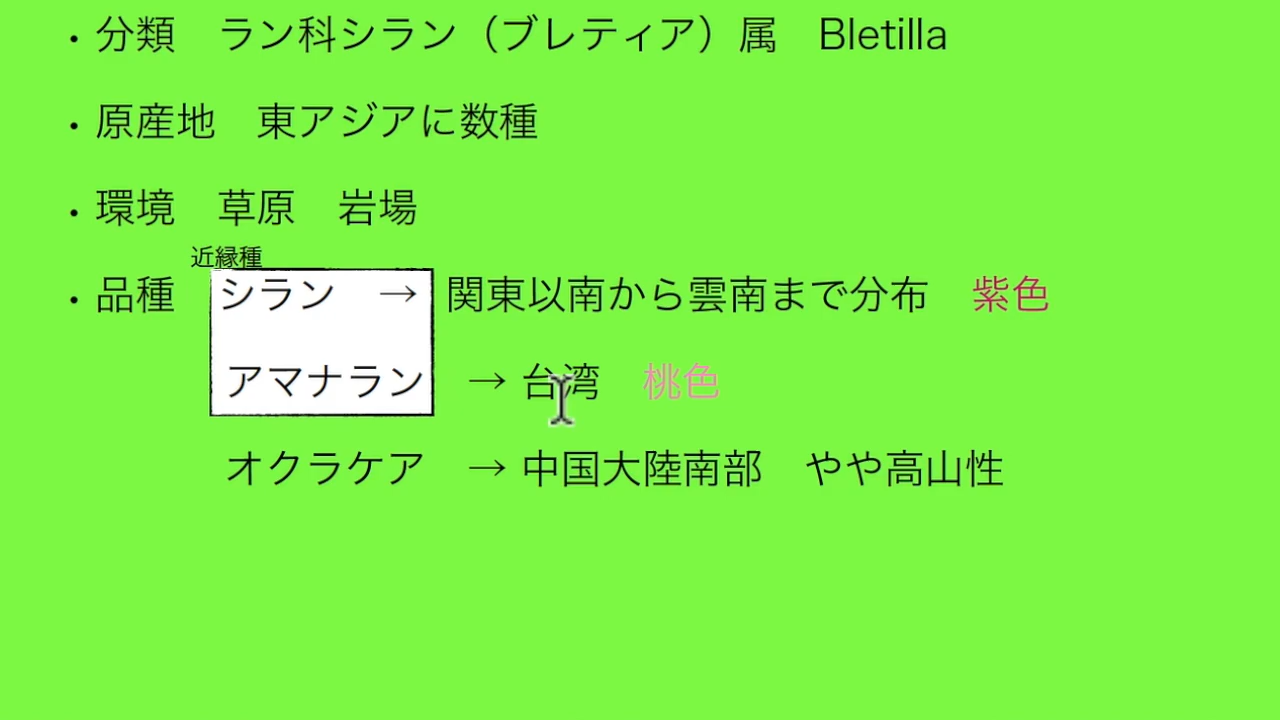 ・分類　ラン科シラン（ブレティア）属　Bletilla
・原産地　東アジアに数種
・環境　草原　岩場
近縁種
・品種　シラン　→ 関東以南から雲南まで分布　紫色
アマナラン　→ 台湾　桃色
オクラケア　→ 中国大陸南部　やや高山性